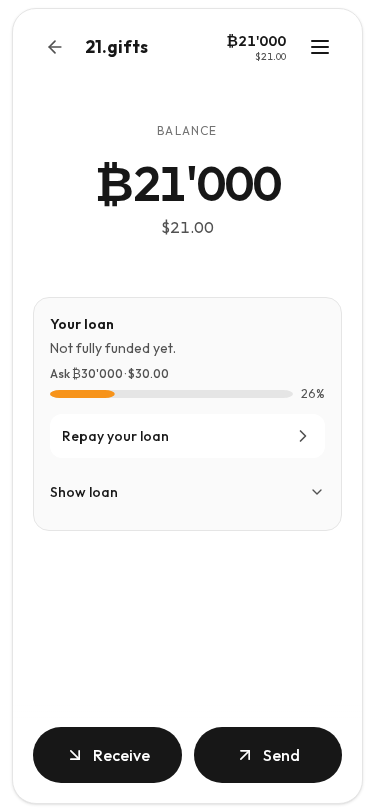 21.gifts
₿21'000
$21.00
BALANCE
₿21'000
$21.00
Your loan
Not fully funded yet.
Ask ₿30'000 · $30.00
26%
Repay your loan
Show loan
Receive
Send